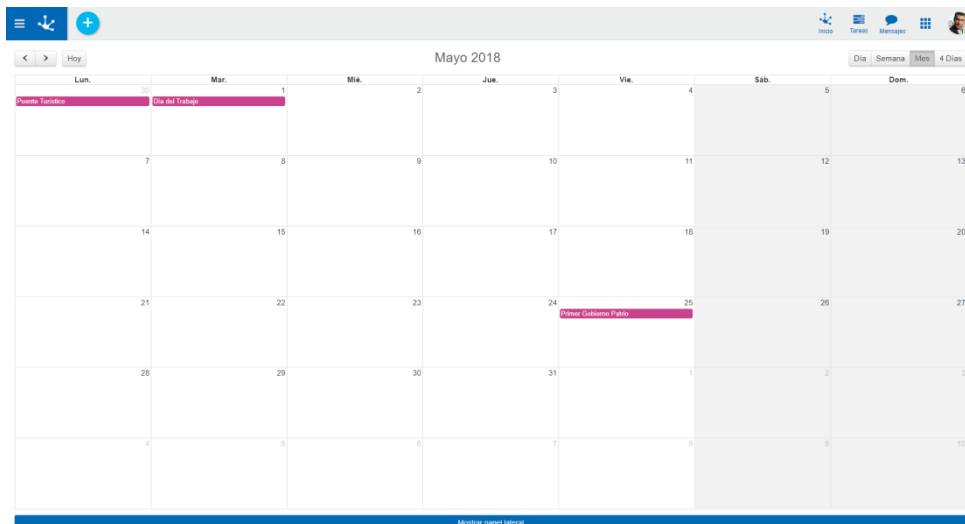 Inicio Tareas Mensajes
Hoy Mayo 2018 Día Semana Mes 4 Días
Lun. Mar. Mié. Jue. Vie. Sáb. Dom.
30 1 2 3 4 5 6
Puente Turístico Día del Trabajo
7 8 9 10 11 12 13
14 15 16 17 18 19 20
21 22 23 24 25 26 27
Primer Gobierno Patrio
28 29 30 31 1 2 3
4 5 6 7 8 9 10
Mostrar panel lateral